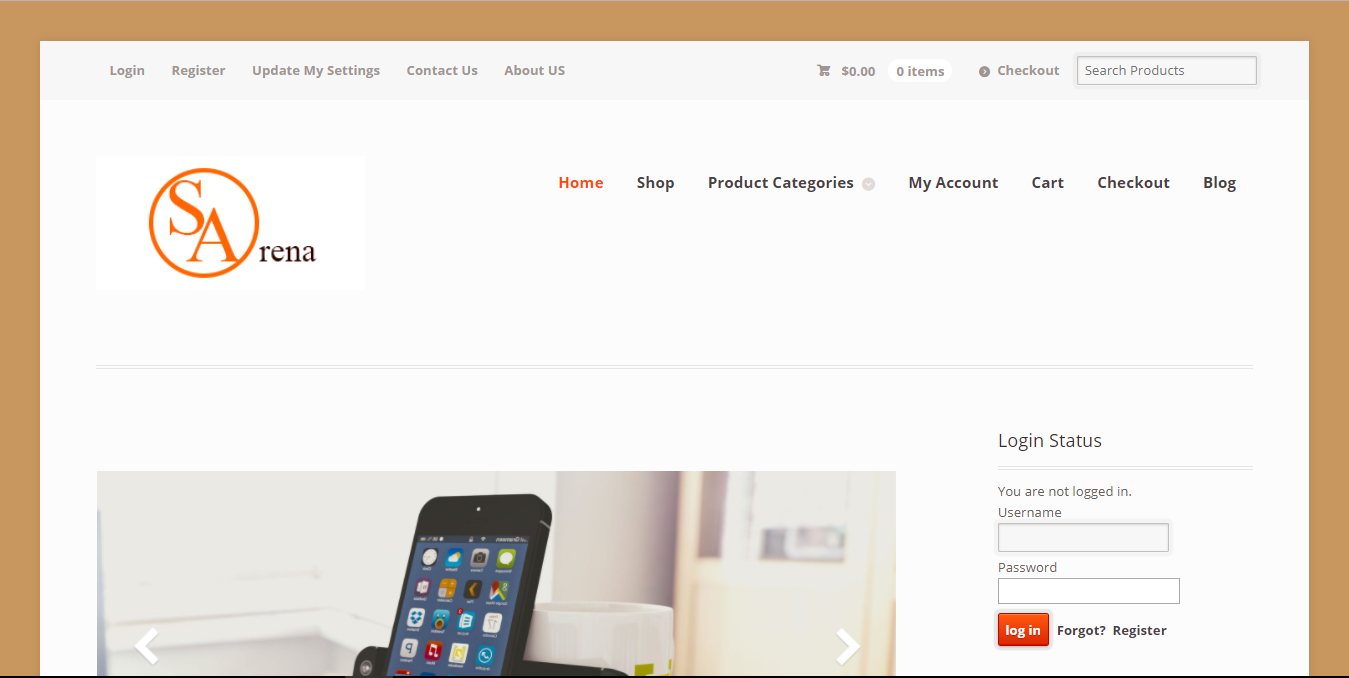 Login Register Update My Settings Contact Us About US $0.00 0 items Checkout Search Products
SA rena
Home Shop Product Categories My Account Cart Checkout Blog
Login Status
You are not logged in.
Username
Password
log in Forgot? Register